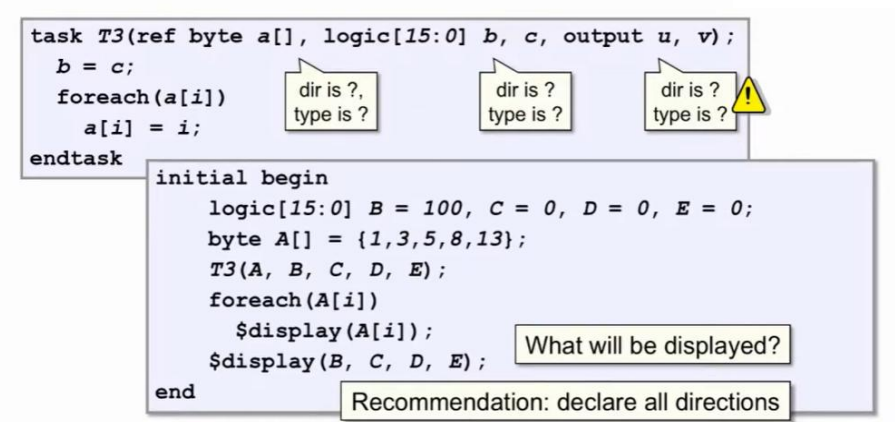 task T3(ref byte a[], logic[15:0] b, c, output u, v);
b = c;
foreach(a[i])
a[i] = i;
endtask
dir is ?,
type is ?
dir is ?
type is ?
dir is ?
type is ?
!
initial begin
logic[15:0] B = 100, C = 0, D = 0, E = 0;
byte A[] = {1,3,5,8,13};
T3(A, B, C, D, E);
foreach(A[i])
$display(A[i]);
$display(B, C, D, E);
end
What will be displayed?
Recommendation: declare all directions